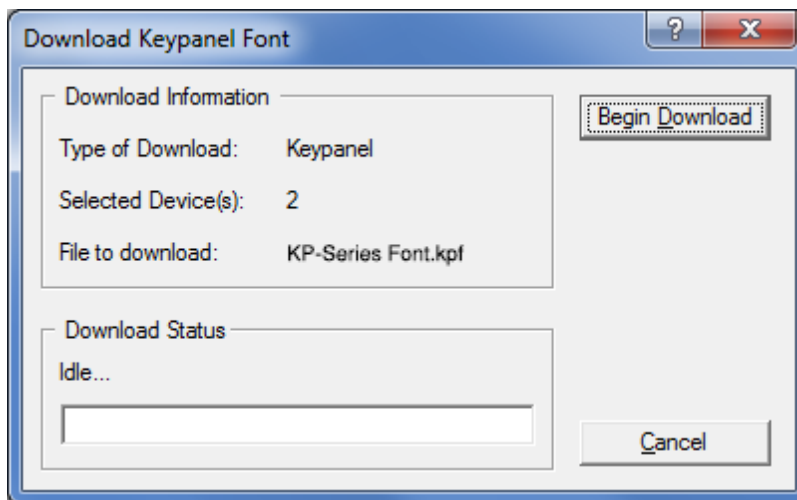 Download Keypanel Font
Download Information
Type of Download: Keypanel
Selected Device(s): 2
File to download: KP-Series Font.kpf
Begin Download
Download Status
Idle...
Cancel